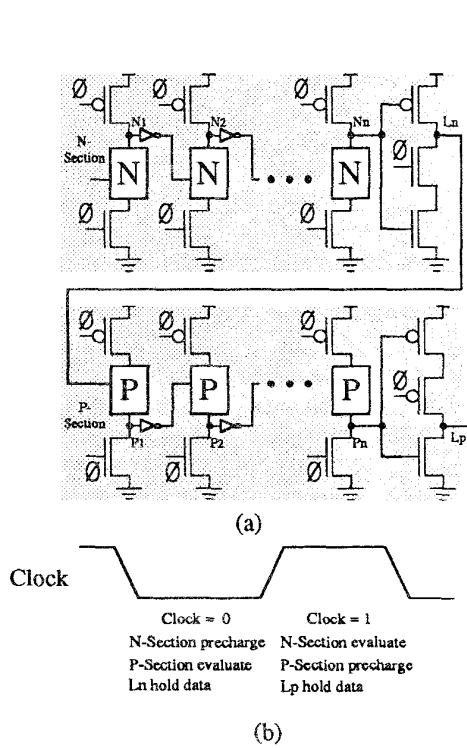 Ø Ø Ø
N1 N2 Nn Ln
N-
Section
N N N
Ø
Ø Ø Ø
Ø Ø Ø
P P P
Ø
P-
Section
P1 P2 Pn Lp
Ø Ø Ø
(a)
Clock
Clock = 0 Clock = 1
N-Section precharge N-Section evaluate
P-Section evaluate P-Section precharge
Ln hold data Lp hold data
(b)